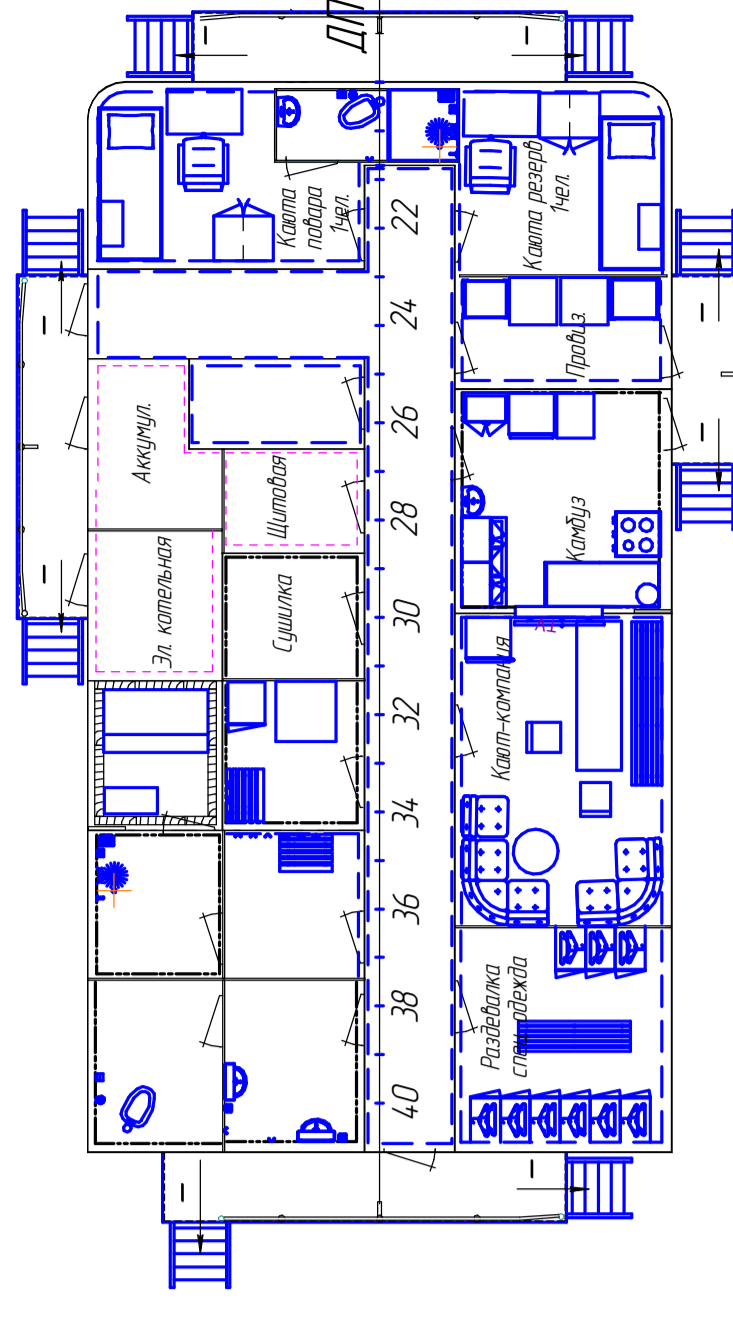 ДП
Каюта
повара
1чел.
22
Каюта резерв
1чел.
24
Провиз.
Аккумул.
26
Щитовая
28
Камбуз
Эл. котельная
Сушилка
30
Кают-компания
32
34
36
Раздевалка
спец. одежда
38
40